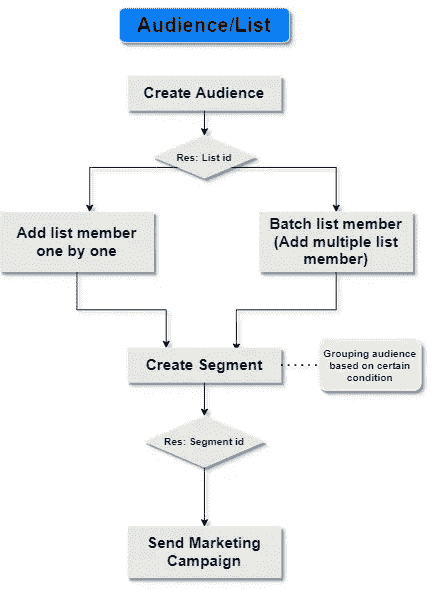 Audience/List
Create Audience
Res: List id
Add list member
one by one
Batch list member
(Add multiple list
member)
Create Segment
Grouping audience
based on certain
condition
Res: Segment id
Send Marketing
Campaign